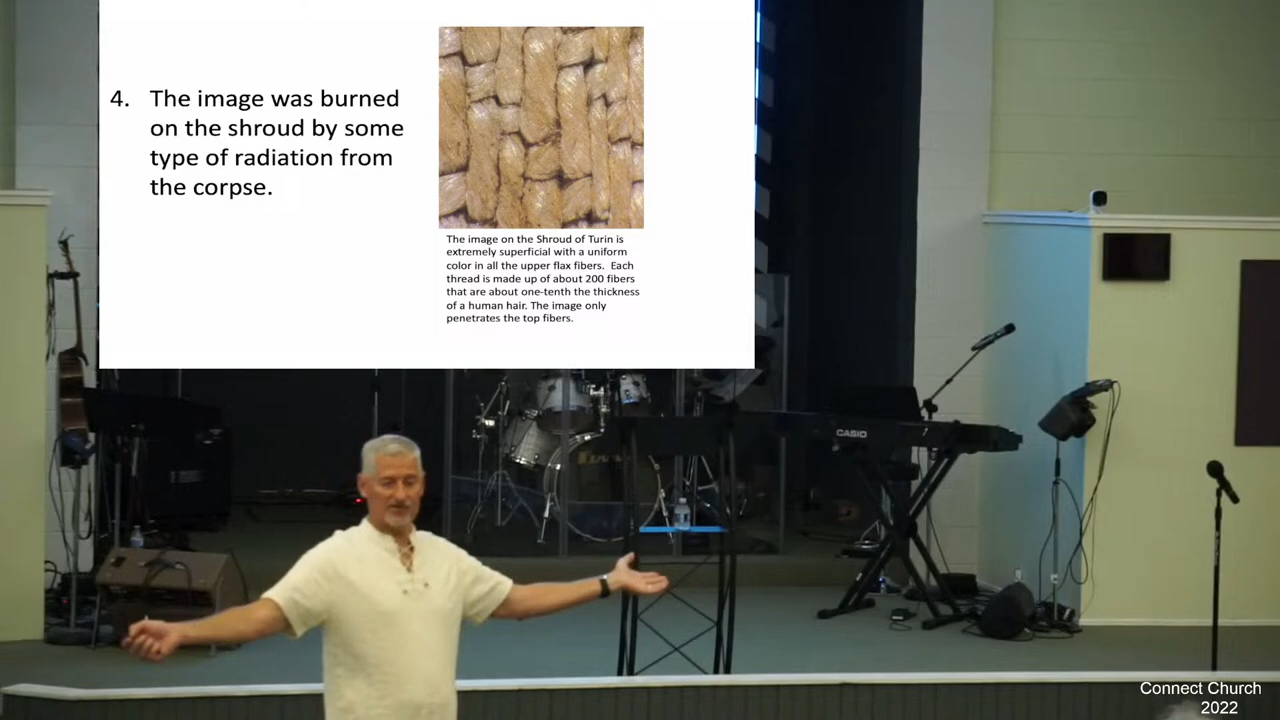 4. The image was burned
on the shroud by some
type of radiation from
the corpse.
The image on the Shroud of Turin is
extremely superficial with a uniform
color in all the upper flax fibers. Each
thread is made up of about 200 fibers
that are about one-tenth the thickness
of a human hair. The image only
penetrates the top fibers.
CASIO
Connect Church
2022